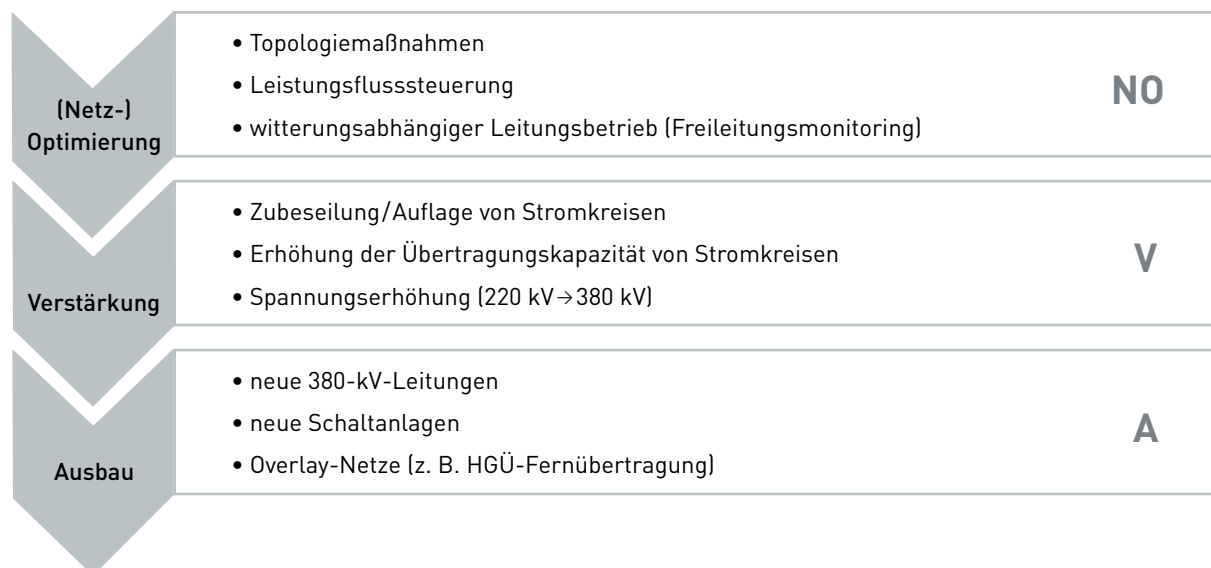 (Netz-)
Optimierung
• Topologiemaßnahmen
• Leistungsflusssteuerung
• witterungsabhängiger Leitungsbetrieb (Freileitungsmonitoring)
NO
Verstärkung
• Zubeseilung/Auflage von Stromkreisen
• Erhöhung der Übertragungskapazität von Stromkreisen
• Spannungserhöhung (220 kV→380 kV)
V
Ausbau
• neue 380-kV-Leitungen
• neue Schaltanlagen
• Overlay-Netze (z. B. HGÜ-Fernübertragung)
A